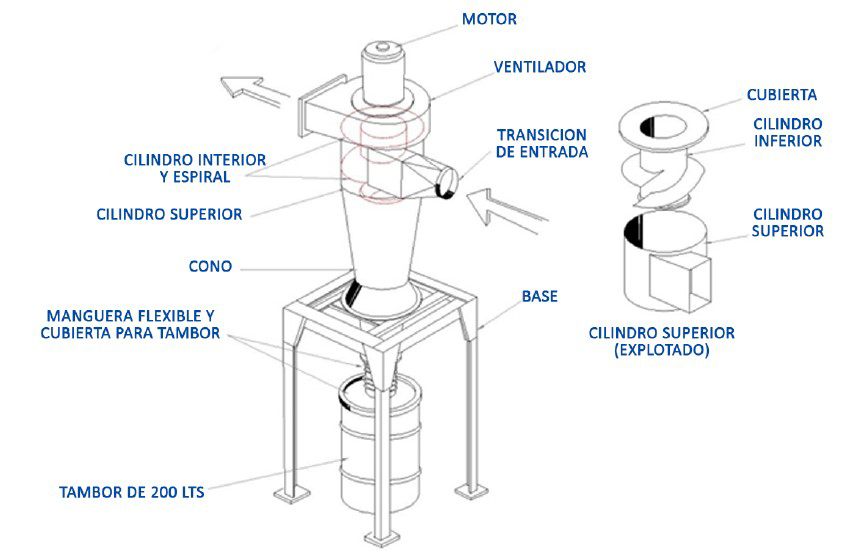 MOTOR
VENTILADOR
CUBIERTA
CILINDRO
INFERIOR
TRANSICION
DE ENTRADA
CILINDRO INTERIOR
Y ESPIRAL
CILINDRO SUPERIOR
CILINDRO
SUPERIOR
CONO
BASE
MANGUERA FLEXIBLE Y
CUBIERTA PARA TAMBOR
CILINDRO SUPERIOR
(EXPLOTADO)
TAMBOR DE 200 LTS